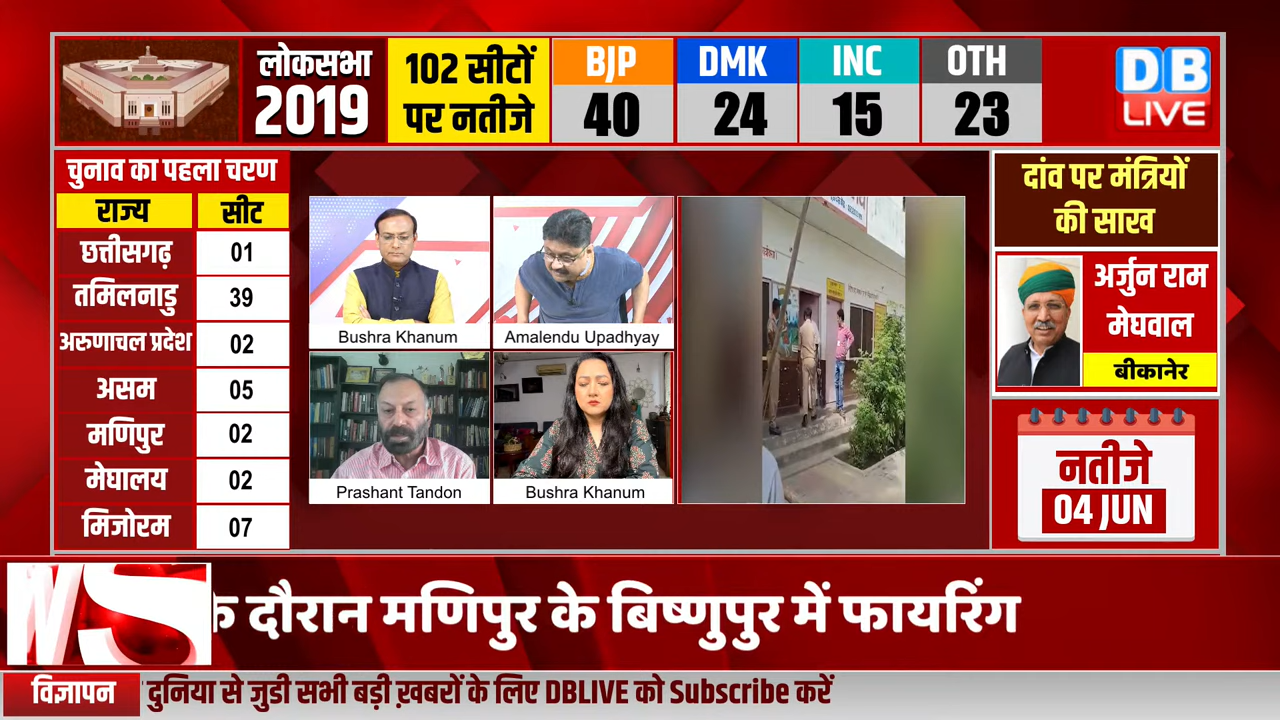 लोकसभा
2019
102 सीटों
पर नतीजे
BJP
40
DMK
24
INC
15
OTH
23
DB
LIVE
चुनाव का पहला चरण
राज्य सीट
छत्तीसगढ़ 01
तमिलनाडु 39
अरुणाचल प्रदेश 02
असम 05
मणिपुर 02
मेघालय 02
मिजोरम 07
Bushra Khanum
Amalendu Upadhyay
Prashant Tandon
Bushra Khanum
दांव पर मंत्रियों
की साख
अर्जुन राम
मेघवाल
बीकानेर
नतीजे
04 JUN
के दौरान मणिपुर के बिष्णुपुर में फायरिंग
विज्ञापन
दुनिया से जुडी सभी बड़ी ख़बरों के लिए DBLIVE को Subscribe करें